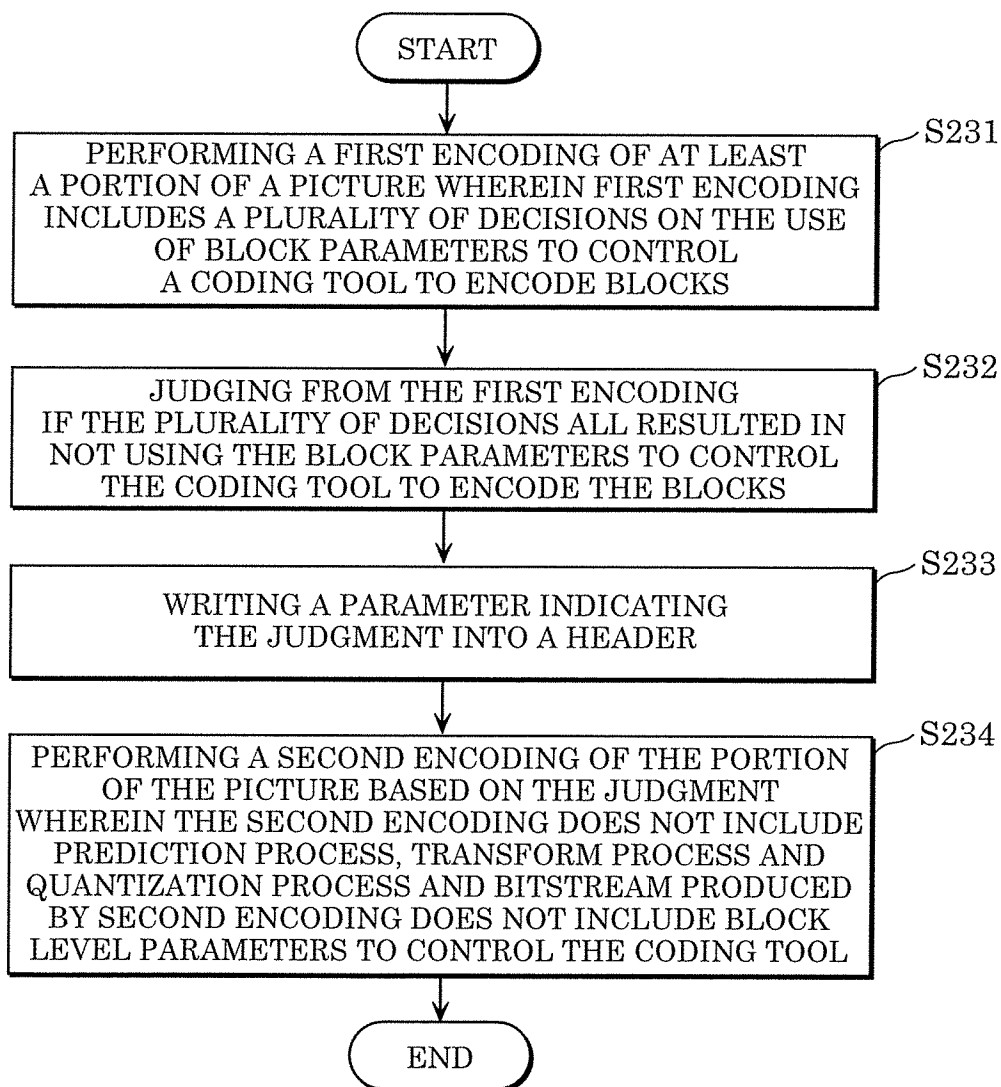 START
S231
PERFORMING A FIRST ENCODING OF AT LEAST
A PORTION OF A PICTURE WHEREIN FIRST ENCODING
INCLUDES A PLURALITY OF DECISIONS ON THE USE
OF BLOCK PARAMETERS TO CONTROL
A CODING TOOL TO ENCODE BLOCKS
S232
JUDGING FROM THE FIRST ENCODING
IF THE PLURALITY OF DECISIONS ALL RESULTED IN
NOT USING THE BLOCK PARAMETERS TO CONTROL
THE CODING TOOL TO ENCODE THE BLOCKS
S233
WRITING A PARAMETER INDICATING
THE JUDGMENT INTO A HEADER
S234
PERFORMING A SECOND ENCODING OF THE PORTION
OF THE PICTURE BASED ON THE JUDGMENT
WHEREIN THE SECOND ENCODING DOES NOT INCLUDE
PREDICTION PROCESS, TRANSFORM PROCESS AND
QUANTIZATION PROCESS AND BITSTREAM PRODUCED
BY SECOND ENCODING DOES NOT INCLUDE BLOCK
LEVEL PARAMETERS TO CONTROL THE CODING TOOL
END